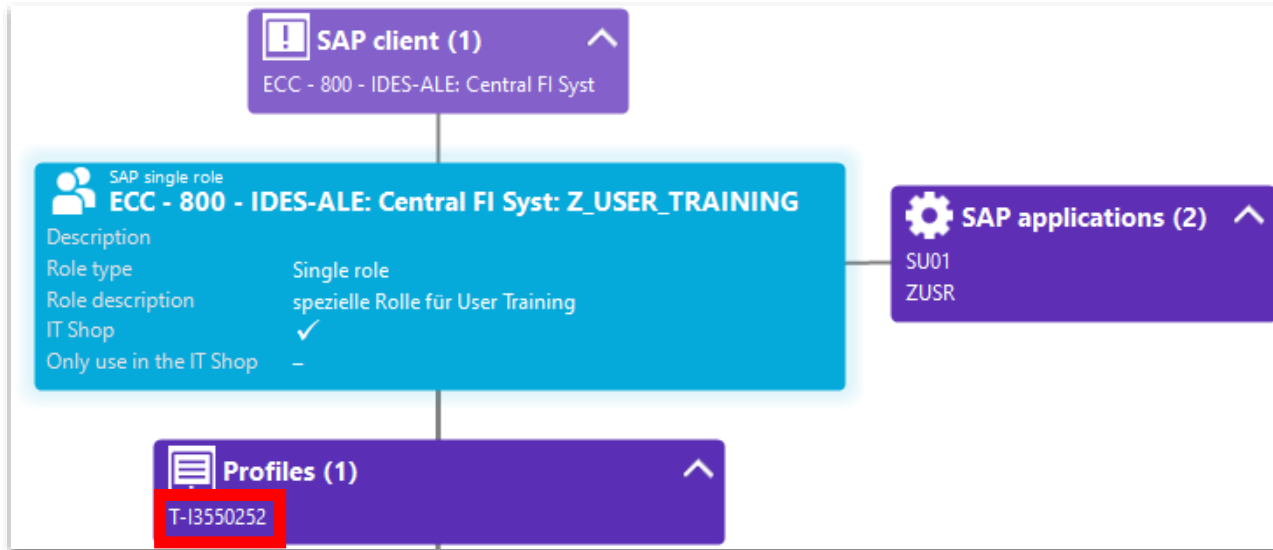 SAP client (1)
ECC - 800 - IDES-ALE: Central FI Syst
SAP single role
ECC - 800 - IDES-ALE: Central FI Syst: Z_USER_TRAINING
Description
Role type Single role
Role description spezielle Rolle für User Training
IT Shop ✓
Only use in the IT Shop –
SAP applications (2)
SU01
ZUSR
Profiles (1)
T-I3550252